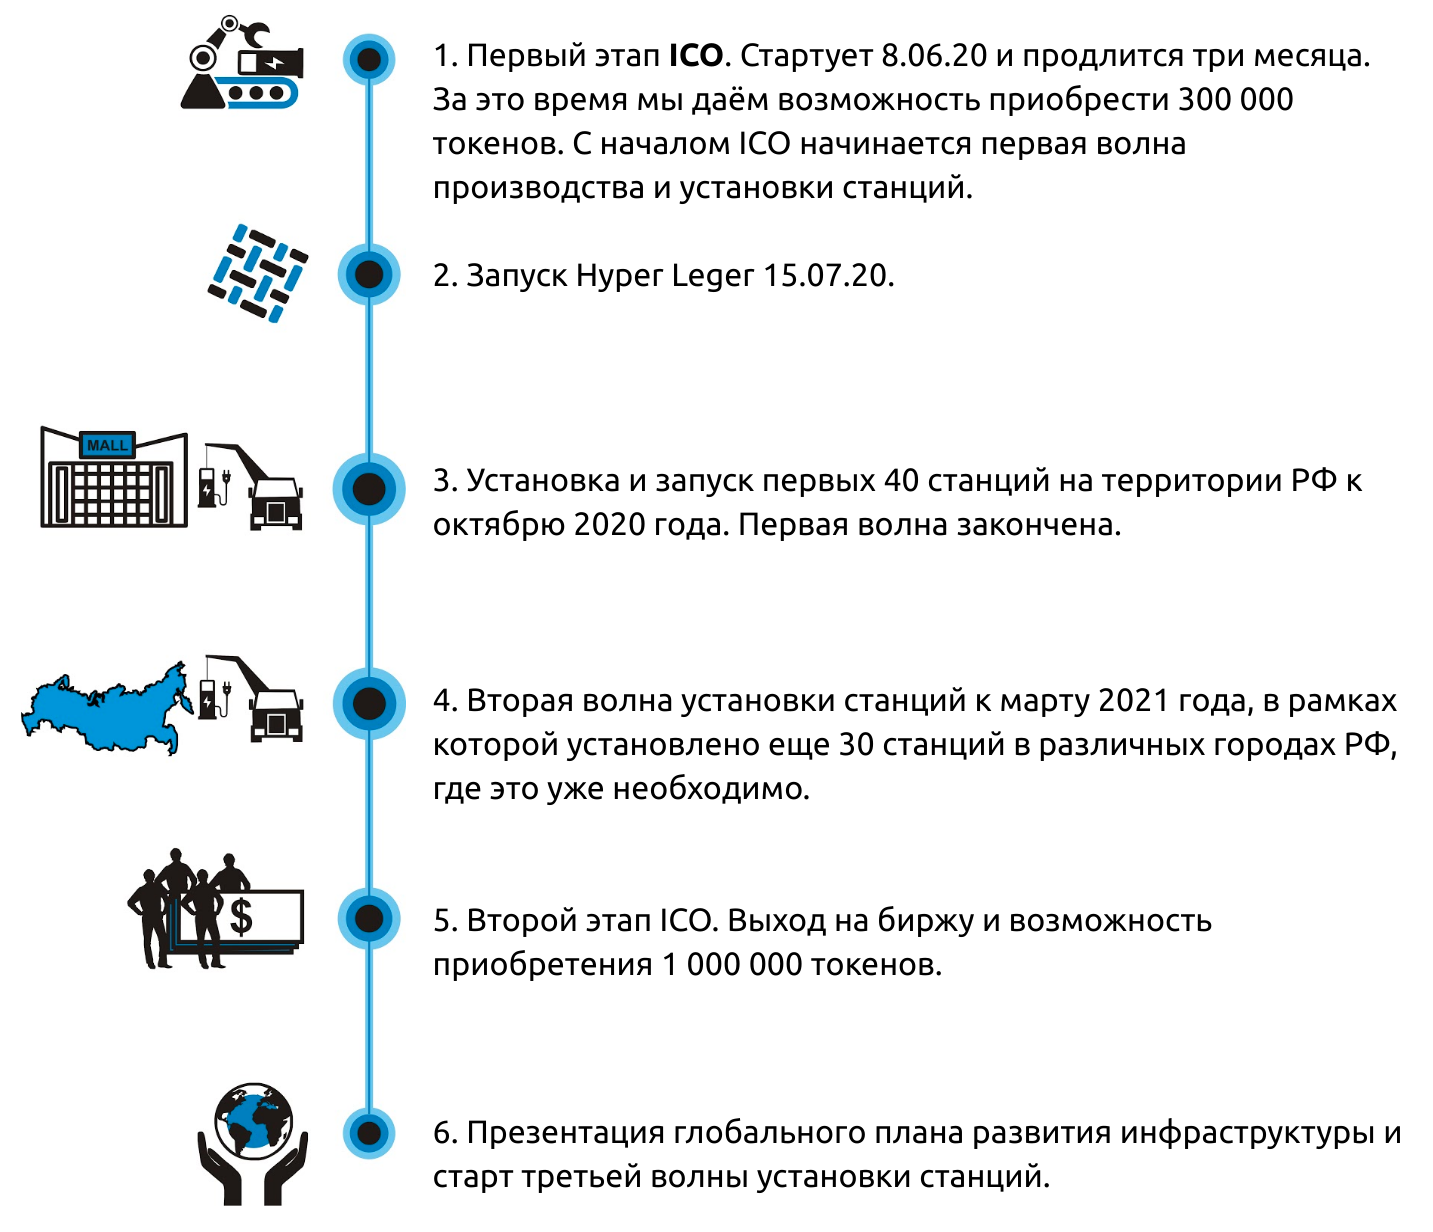 1. Первый этап ICO. Стартует 8.06.20 и продлится три месяца.
За это время мы даём возможность приобрести 300 000
токенов. С началом ICO начинается первая волна
производства и установки станций.
2. Запуск Hyper Leger 15.07.20.
MALL
3. Установка и запуск первых 40 станций на территории РФ к
октябрю 2020 года. Первая волна закончена.
4. Вторая волна установки станций к марту 2021 года, в рамках
которой установлено еще 30 станций в различных городах РФ,
где это уже необходимо.
$
5. Второй этап ICO. Выход на биржу и возможность
приобретения 1 000 000 токенов.
6. Презентация глобального плана развития инфраструктуры и
старт третьей волны установки станций.